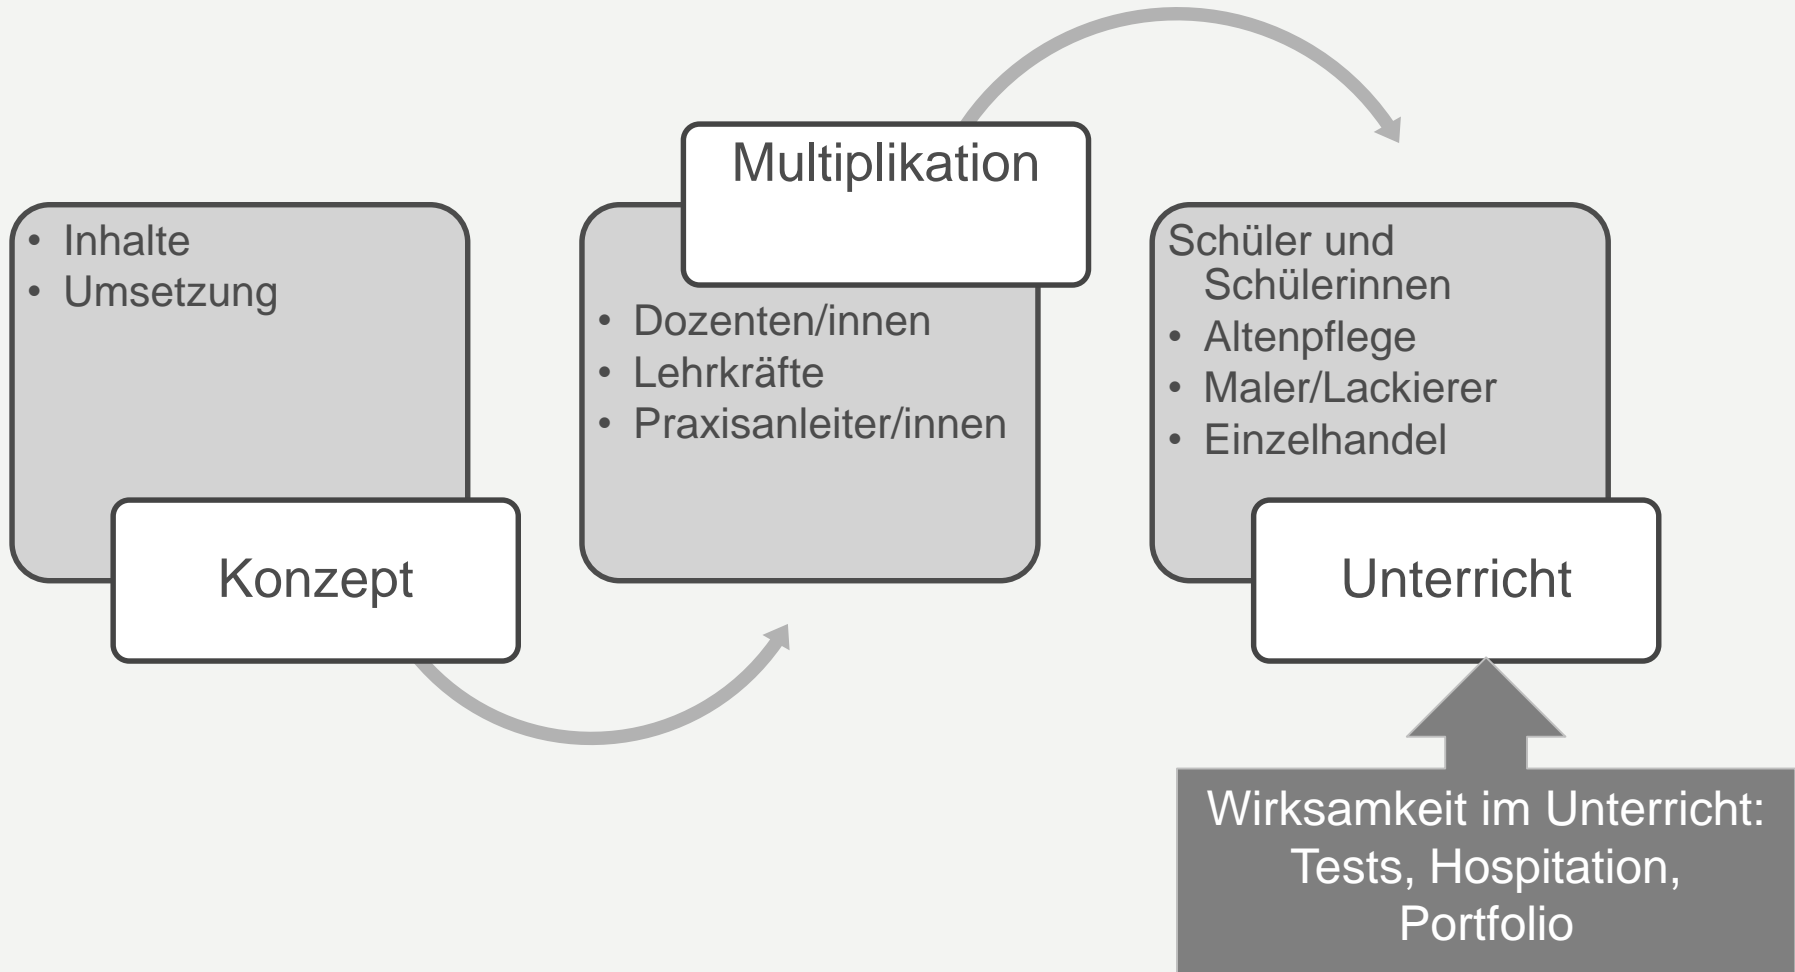 • Inhalte
• Umsetzung
Konzept
Multiplikation
• Dozenten/innen
• Lehrkräfte
• Praxisanleiter/innen
Schüler und
Schülerinnen
• Altenpflege
• Maler/Lackierer
• Einzelhandel
Unterricht
Wirksamkeit im Unterricht:
Tests, Hospitation,
Portfolio